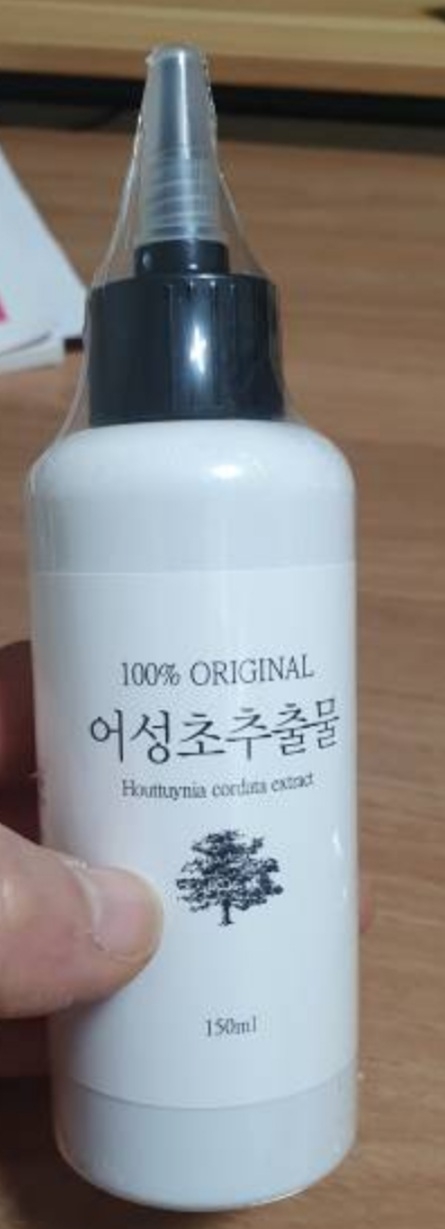 100% ORIGINAL
어성초추출물
Houttuynia cordata extract
150ml